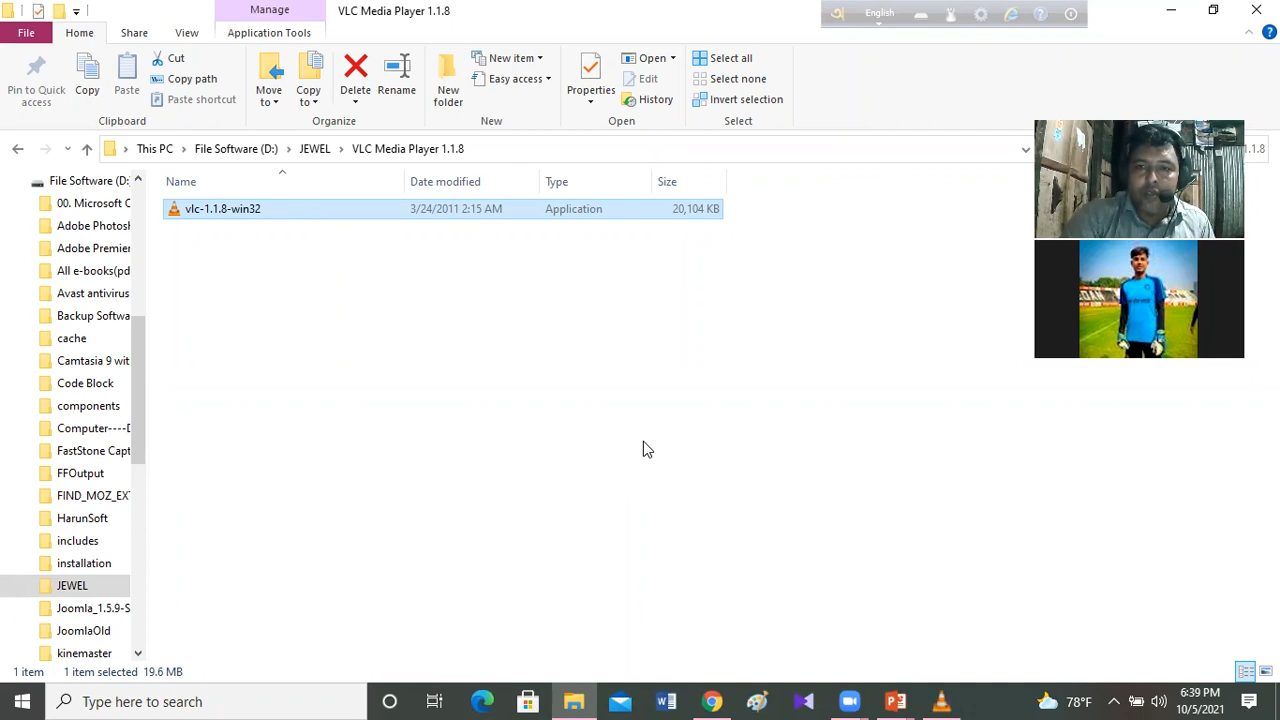 Manage
VLC Media Player 1.1.8
English
File
Home
Share
View
Application Tools
Pin to Quick access
Copy
Paste
Cut
Copy path
Paste shortcut
Clipboard
Move to
Copy to
Delete
Rename
Organize
New folder
New item
Easy access
New
Properties
Open
Edit
History
Open
Select all
Select none
Invert selection
Select
This PC > File Software (D:) > JEWEL > VLC Media Player 1.1.8
1.8
Name
Date modified
Type
Size
vlc-1.1.8-win32
3/24/2011 2:15 AM
Application
20,104 KB
File Software (D:
00. Microsoft C
Adobe Photosh
Adobe Premier
All e-books(pd
Avast antivirus
Backup Softwa
cache
Camtasia 9 wit
Code Block
components
Computer----D
FastStone Capt
FFOutput
FIND_MOZ_EXT
HarunSoft
includes
installation
JEWEL
Joomla_1.5.9-S
JoomlaOld
kinemaster
1 item
1 item selected 19.6 MB
Type here to search
78°F
6:39 PM
10/5/2021